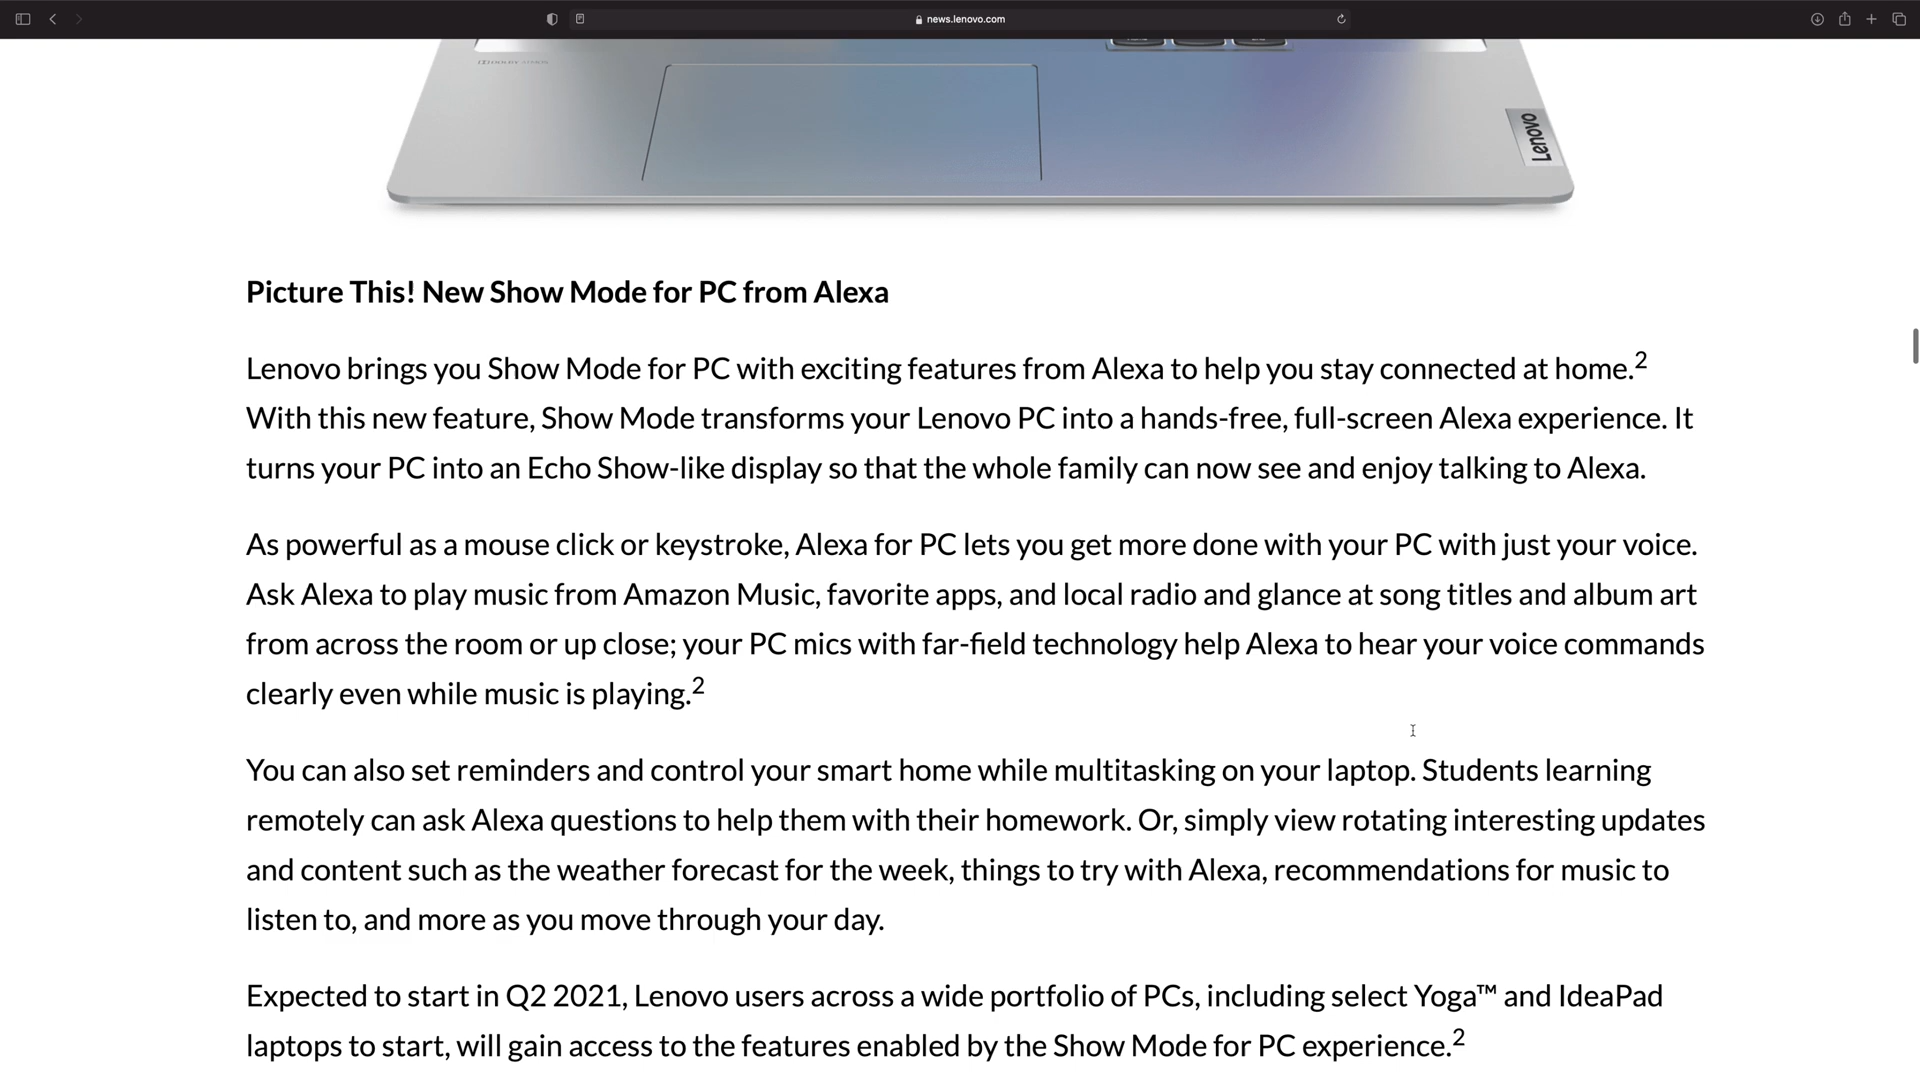 news.lenovo.com
DOLBY VISION
Lenovo
Picture This! New Show Mode for PC from Alexa
Lenovo brings you Show Mode for PC with exciting features from Alexa to help you stay connected at home.2
With this new feature, Show Mode transforms your Lenovo PC into a hands-free, full-screen Alexa experience. It
turns your PC into an Echo Show-like display so that the whole family can now see and enjoy talking to Alexa.
As powerful as a mouse click or keystroke, Alexa for PC lets you get more done with your PC with just your voice.
Ask Alexa to play music from Amazon Music, favorite apps, and local radio and glance at song titles and album art
from across the room or up close; your PC mics with far-field technology help Alexa to hear your voice commands
clearly even while music is playing.2
You can also set reminders and control your smart home while multitasking on your laptop. Students learning
remotely can ask Alexa questions to help them with their homework. Or, simply view rotating interesting updates
and content such as the weather forecast for the week, things to try with Alexa, recommendations for music to
listen to, and more as you move through your day.
Expected to start in Q2 2021, Lenovo users across a wide portfolio of PCs, including select Yoga™ and IdeaPad
laptops to start, will gain access to the features enabled by the Show Mode for PC experience.2